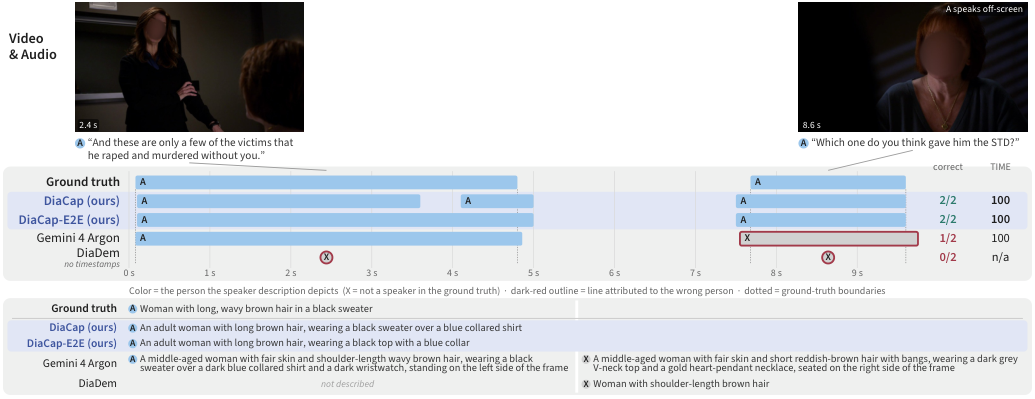 A speaks off-screen
Video
& Audio
2.4 s
8.6 s
A “And these are only a few of the victims that
he raped and murdered without you.”
A “Which one do you think gave him the STD?”
correct TIME
Ground truth A A
DiaCap (ours) A A A 2/2 100
DiaCap-E2E (ours) A A 2/2 100
Gemini 4 Argon A X 1/2 100
DiaDem X X 0/2 n/a
no timestamps
0 s 1 s 2 s 3 s 4 s 5 s 6 s 7 s 8 s 9 s
Color = the person the speaker description depicts (X = not a speaker in the ground truth) · dark-red outline = line attributed to the wrong person · dotted = ground-truth boundaries
Ground truth A Woman with long, wavy brown hair in a black sweater
DiaCap (ours) A An adult woman with long brown hair, wearing a black sweater over a blue collared shirt
DiaCap-E2E (ours) A An adult woman with long brown hair, wearing a black top with a blue collar
Gemini 4 Argon A A middle-aged woman with fair skin and shoulder-length wavy brown hair, wearing a black
sweater over a dark blue collared shirt and a dark wristwatch, standing on the left side of the frame
X A middle-aged woman with fair skin and short reddish-brown hair with bangs, wearing a dark grey
V-neck top and a gold heart-pendant necklace, seated on the right side of the frame
DiaDem not described X Woman with shoulder-length brown hair